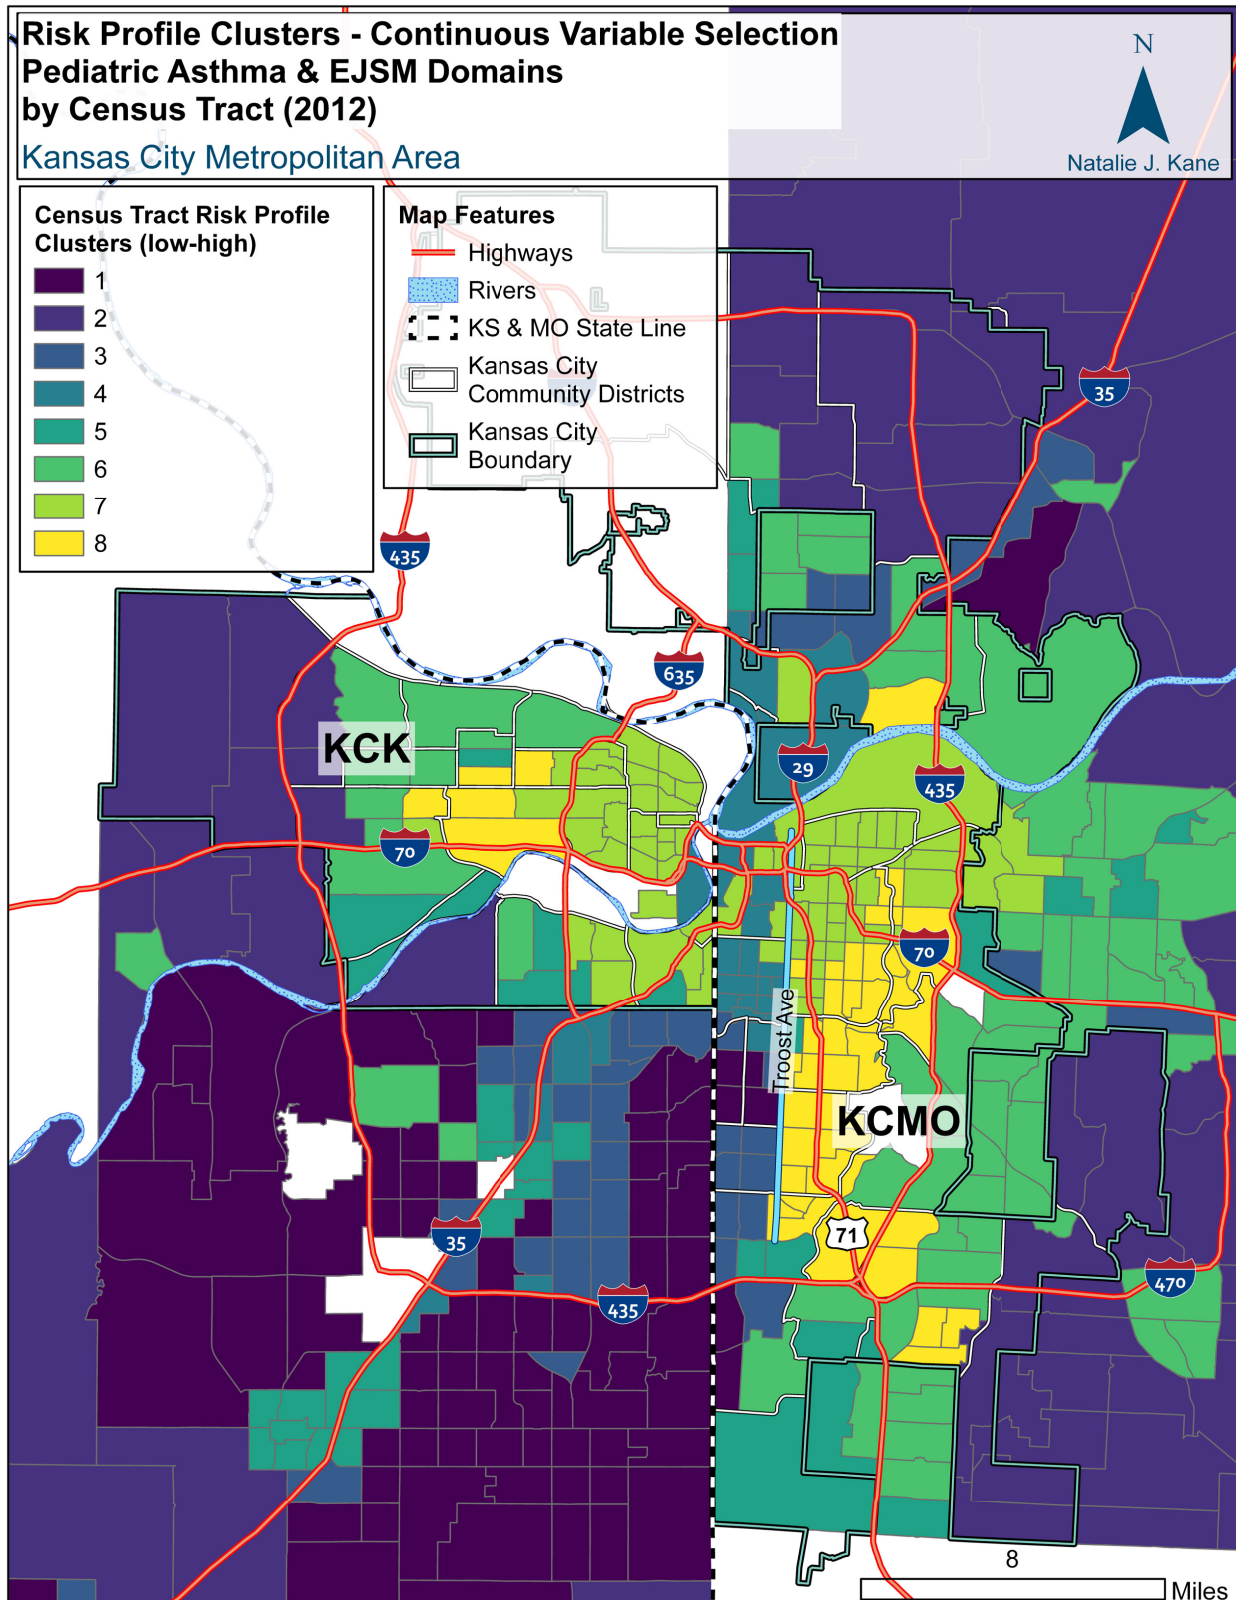 Risk Profile Clusters - Continuous Variable Selection
Pediatric Asthma & EJSM Domains
by Census Tract (2012)
Kansas City Metropolitan Area
N
Natalie J. Kane
Census Tract Risk Profile
Clusters (low-high)
1
2
3
4
5
6
7
8
Map Features
Highways
Rivers
KS & MO State Line
Kansas City
Community Districts
Kansas City
Boundary
35
435
635
KCK
29
435
70
70
Troost Ave
KCMO
71
35
435
470
8
Miles